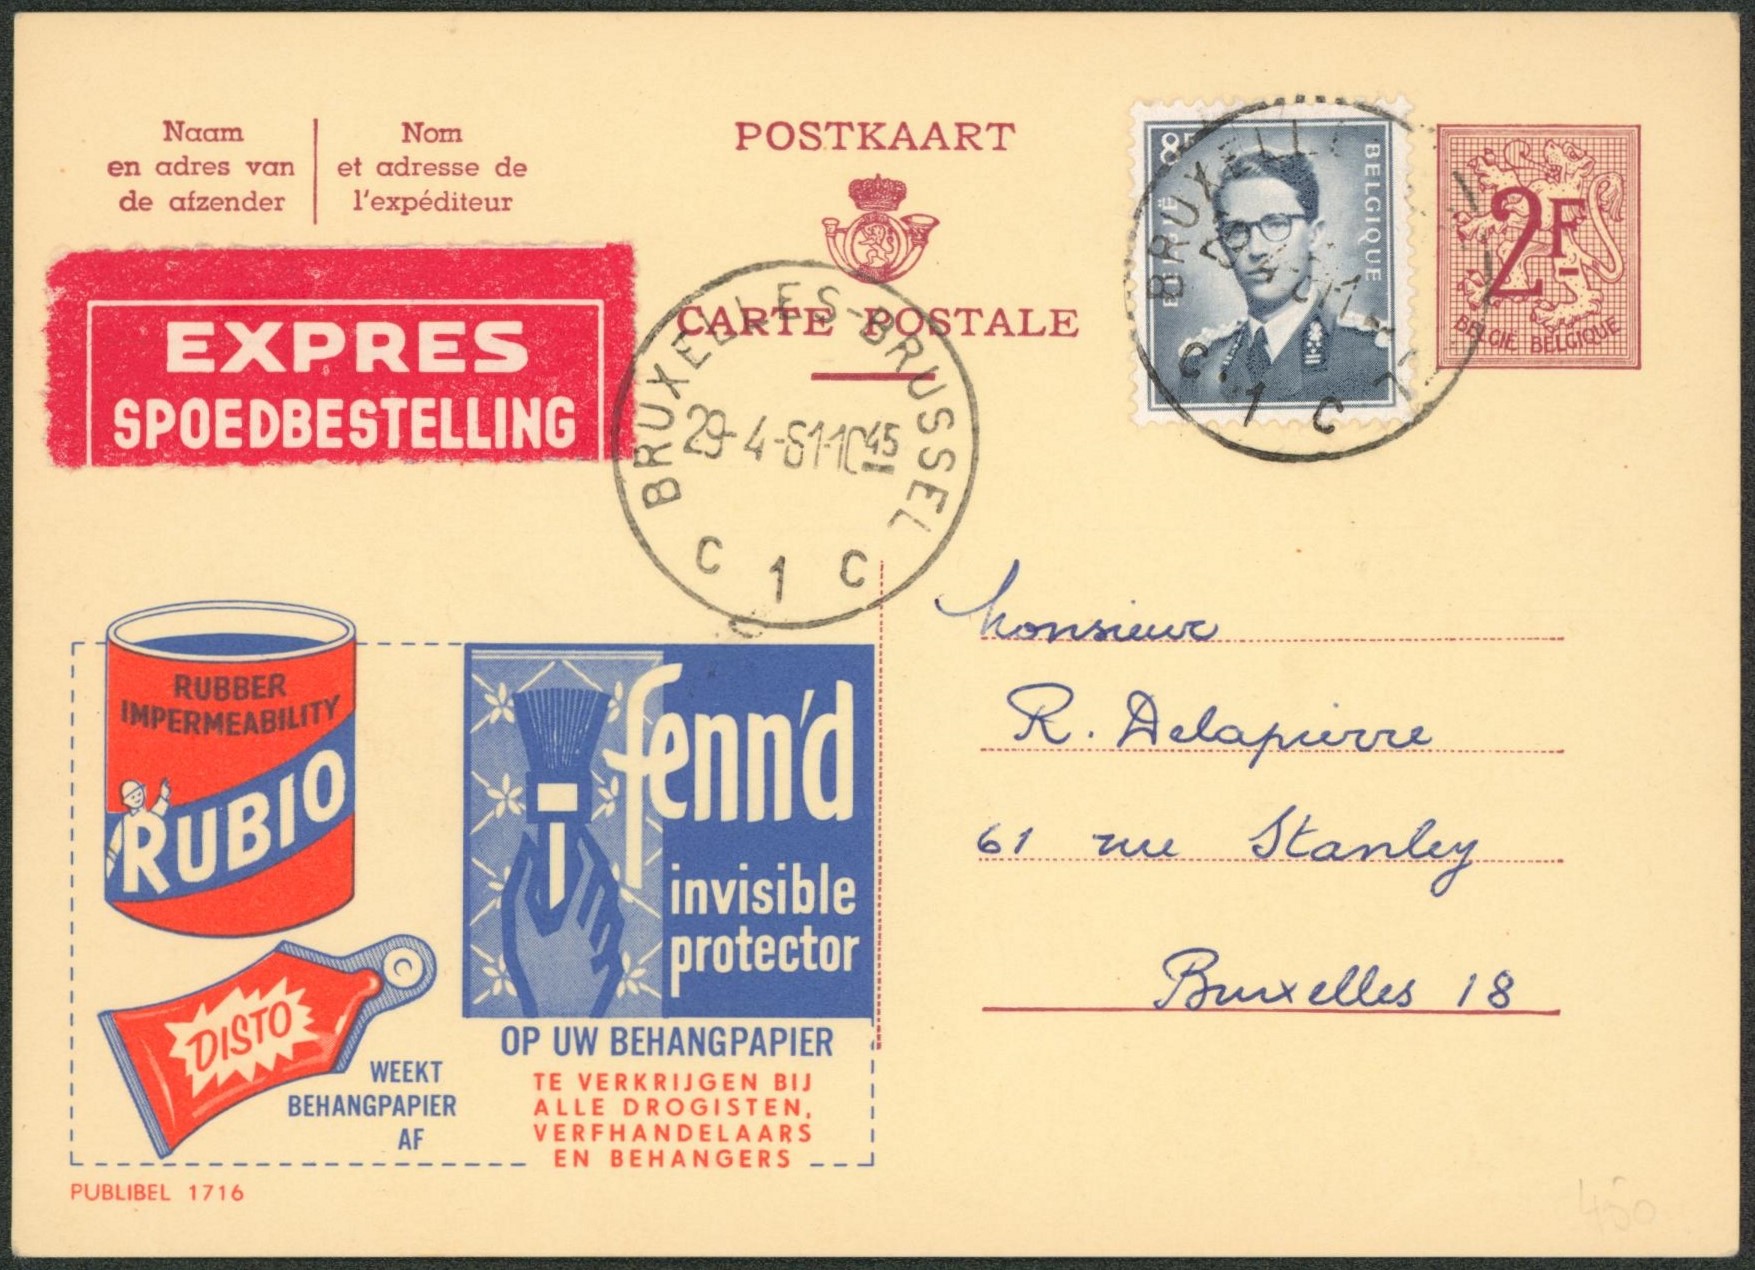 Naam
en adres van
de afzender
Nom
et adresse de
l'expéditeur
POSTKAART
CARTE POSTALE
BELGIQUE
2F
BELGIË BELGIQUE
EXPRES
SPOEDBESTELLING
BRUXELLES-BRUSSEL
29-4-61-10 45
C 1 C
BRUXELLE
C 1 C
RUBBER
IMPERMEABILITY
RUBIO
DISTO
WEEKT
BEHANGPAPIER
AF
fenn'd
invisible
protector
OP UW BEHANGPAPIER
TE VERKRIJGEN BIJ
ALLE DROGISTEN,
VERFHANDELAARS
EN BEHANGERS
PUBLIBEL 1716
Monsieur
R. Delapierre
61 rue Stanley
Bruxelles 18
450